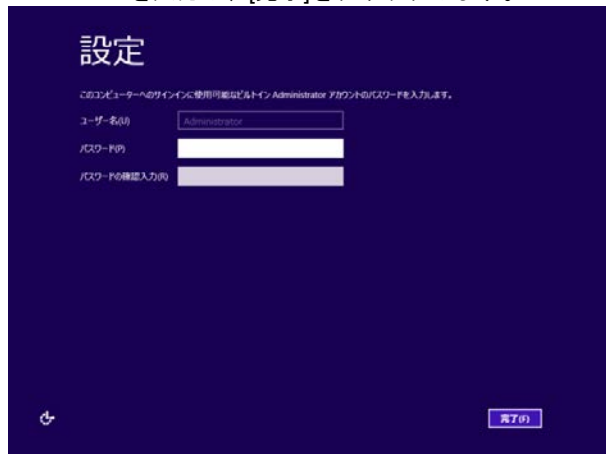 設定
このコンピューターへのサインインに使用可能なビルトイン Administrator アカウントのパスワードを入力します。
ユーザー名(U)
Administrator
パスワード(P)
パスワードの確認入力(R)
完了(F)